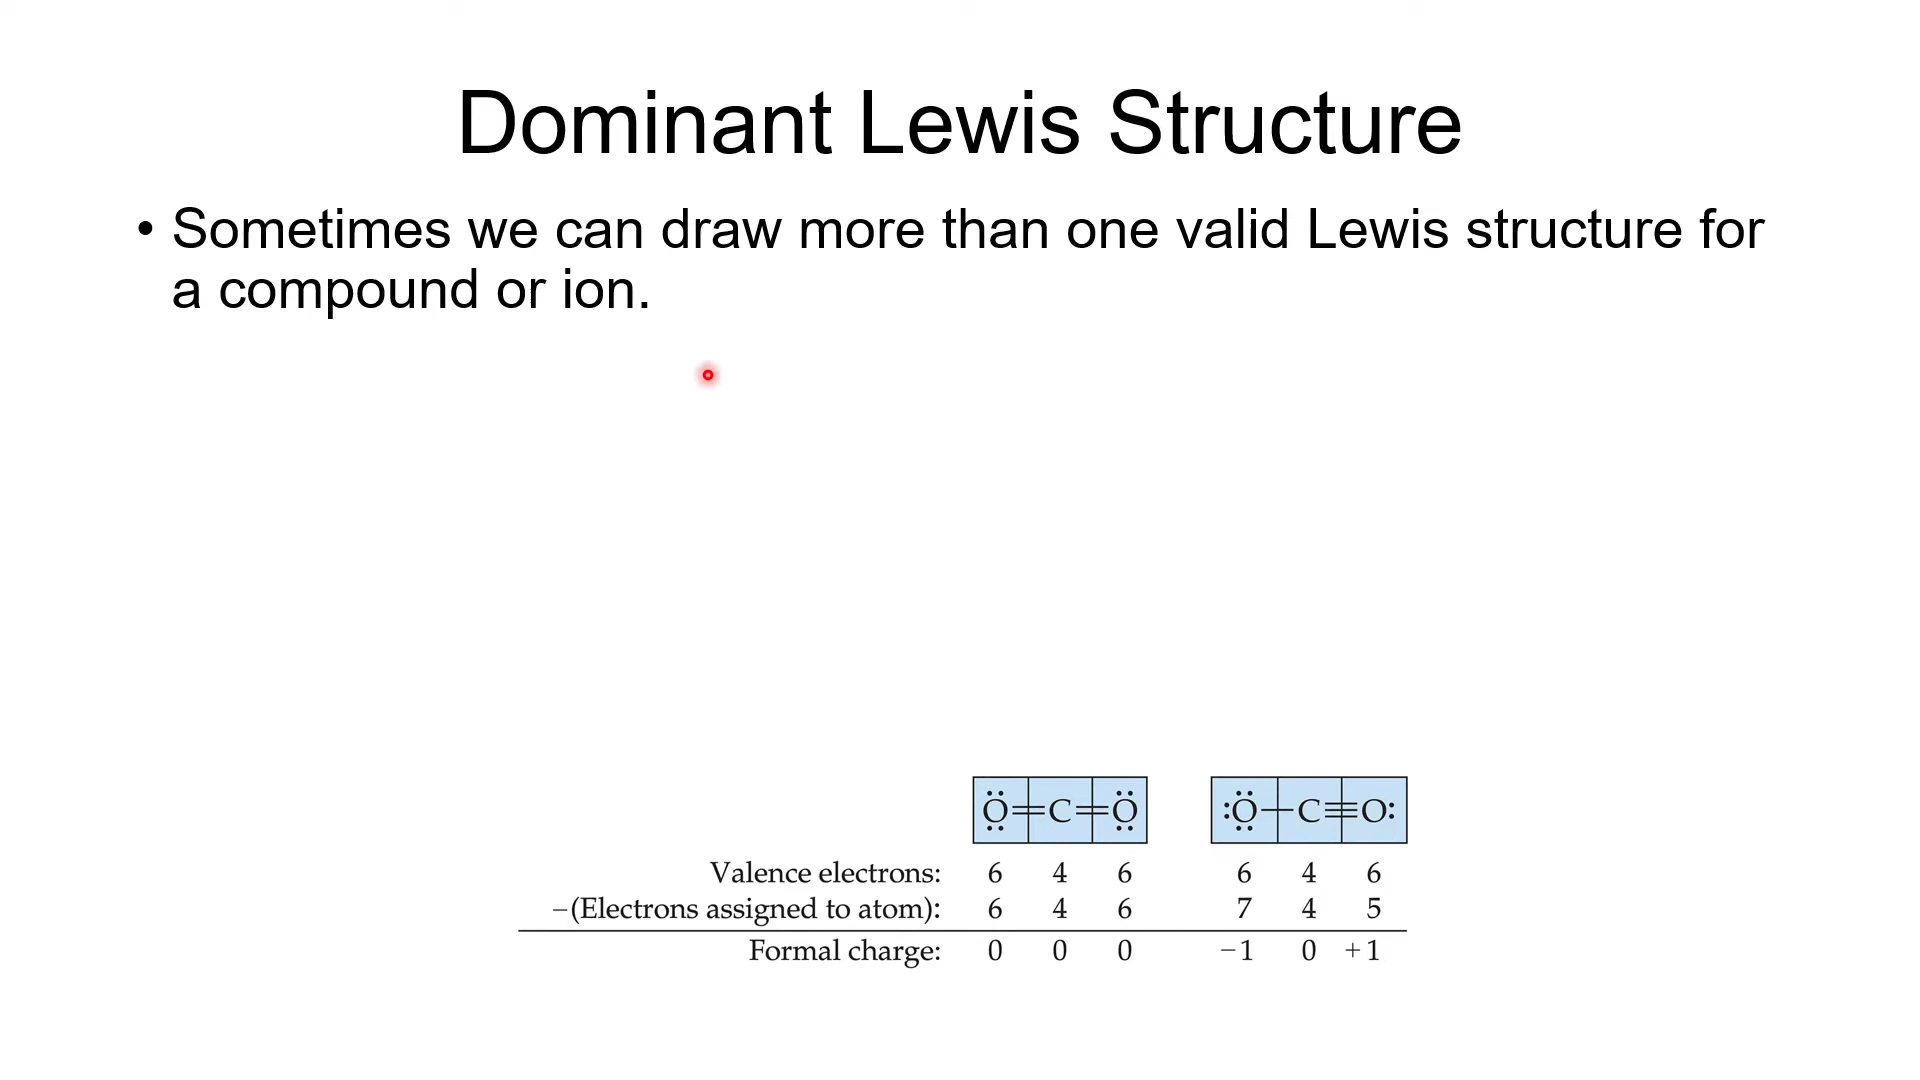 Dominant Lewis Structure
• Sometimes we can draw more than one valid Lewis structure for
a compound or ion.
Ö=C=Ö :Ö−C≡O:
Valence electrons: 6 4 6 6 4 6
−(Electrons assigned to atom): 6 4 6 7 4 5
Formal charge: 0 0 0 −1 0 +1